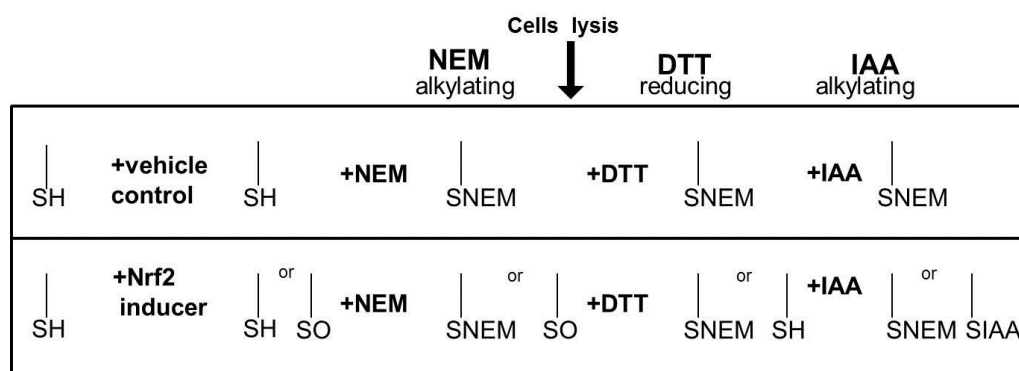 Cells lysis
NEM DTT IAA
alkylating reducing alkylating
+vehicle
control
+NEM +DTT +IAA
SH SH SNEM SNEM SNEM
+Nrf2
inducer
or or or or
+NEM +DTT +IAA
SH SH SO SNEM SO SNEM SH SNEM SIAA